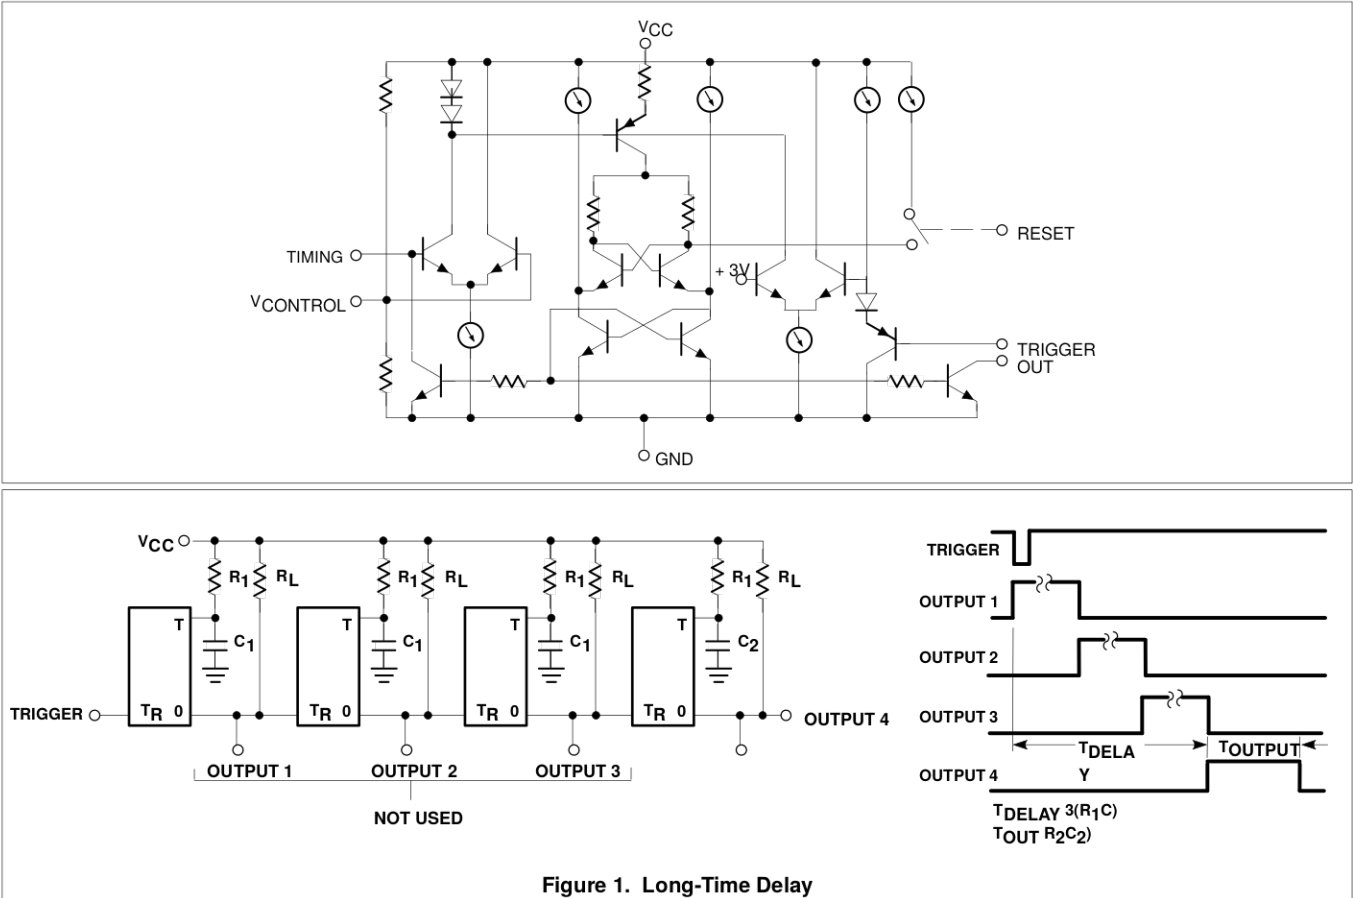 VCC
TIMING
VCONTROL
+ 3V
RESET
TRIGGER
OUT
GND
VCC
R1 RL R1 RL R1 RL R1 RL
T T T T
C1 C1 C1 C2
TRIGGER TR 0 TR 0 TR 0 TR 0 OUTPUT 4
OUTPUT 1 OUTPUT 2 OUTPUT 3
NOT USED
TRIGGER
OUTPUT 1
OUTPUT 2
OUTPUT 3
TDELA TOUTPUT
OUTPUT 4 Y
TDELAY 3(R1C)
TOUT R2C2)
Figure 1. Long-Time Delay